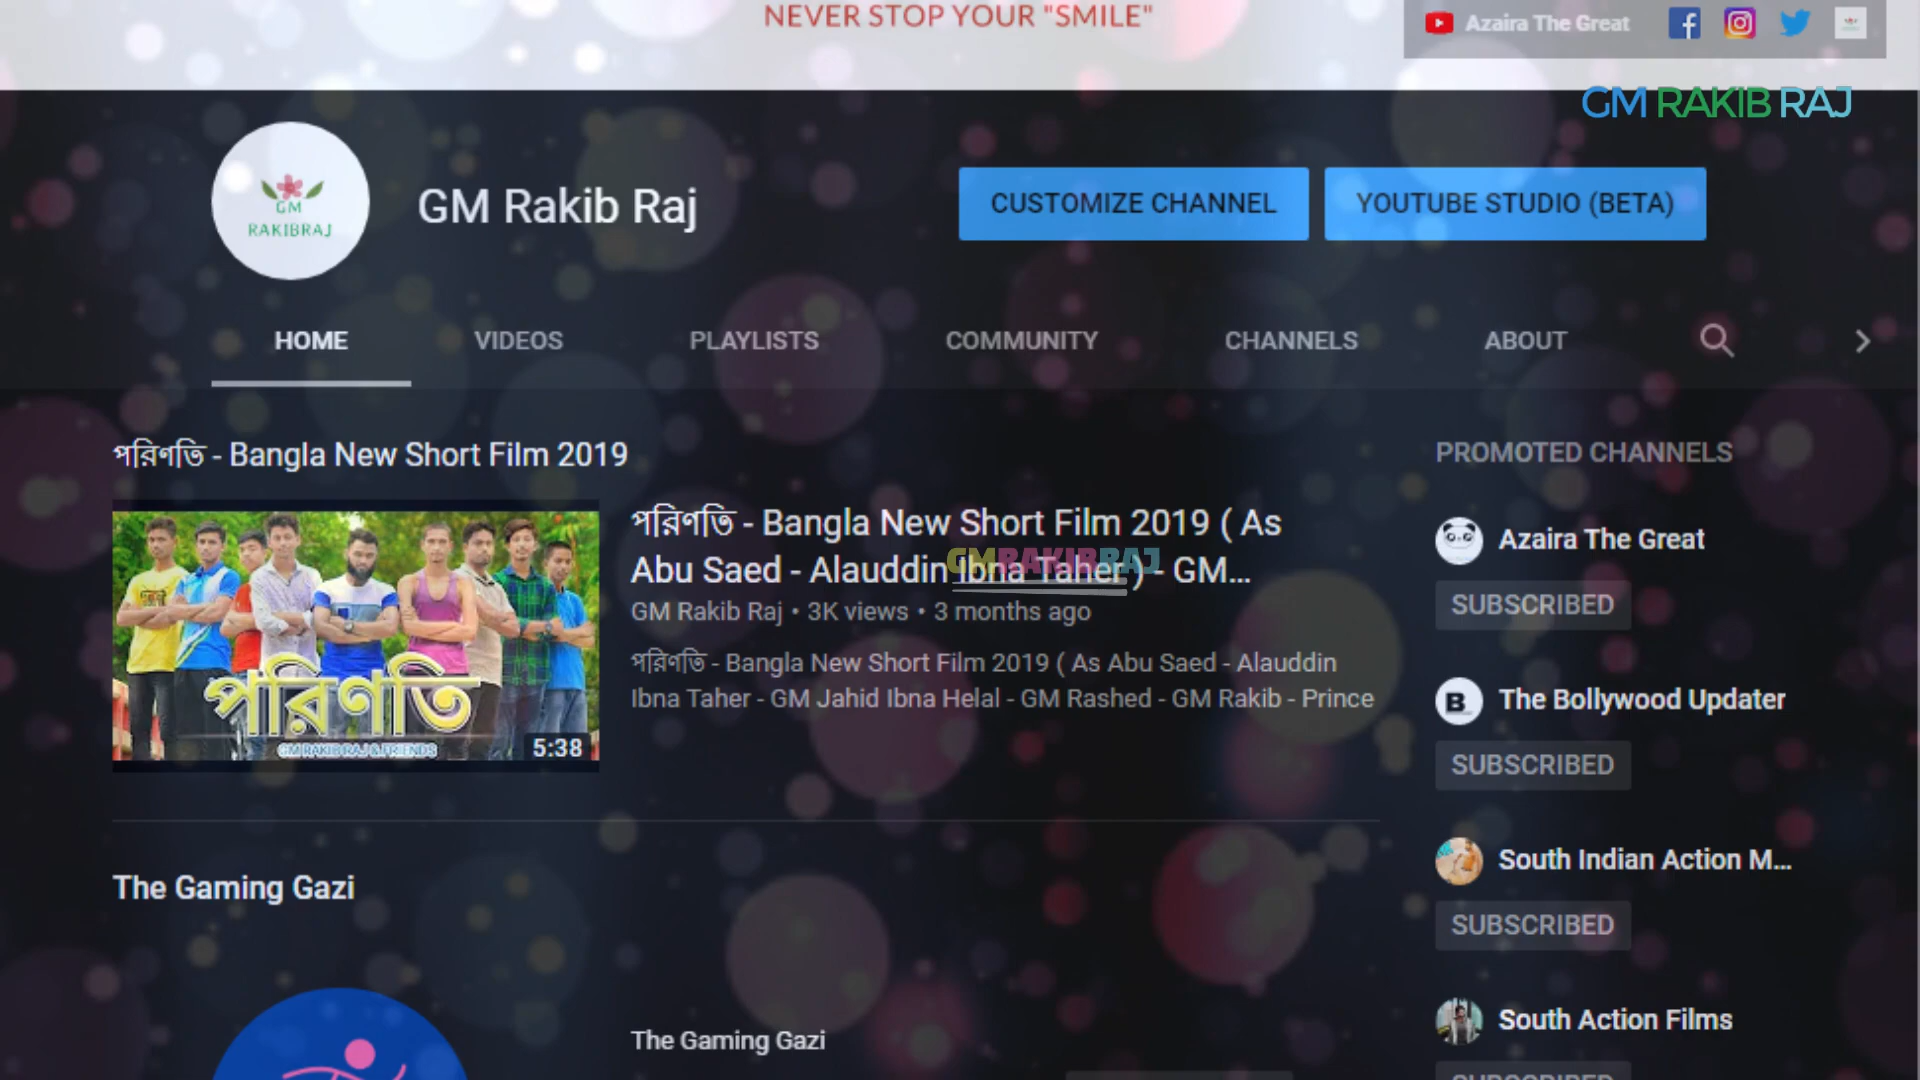 NEVER STOP YOUR "SMILE"
Azaira The Great
GM RAKIB RAJ
GM
RAKIBRAJ
GM Rakib Raj
CUSTOMIZE CHANNEL
YOUTUBE STUDIO (BETA)
HOME
VIDEOS
PLAYLISTS
COMMUNITY
CHANNELS
ABOUT
পরিণতি - Bangla New Short Film 2019
পরিণতি
GM RAKIB RAJ & FRIENDS
5:38
পরিণতি - Bangla New Short Film 2019 ( As
Abu Saed - Alauddin Ibna Taher ) - GM...
GMRAKIBRAJ
GM Rakib Raj • 3K views • 3 months ago
পরিণতি - Bangla New Short Film 2019 ( As Abu Saed - Alauddin
Ibna Taher - GM Jahid Ibna Helal - GM Rashed - GM Rakib - Prince
The Gaming Gazi
The Gaming Gazi
PROMOTED CHANNELS
Azaira The Great
SUBSCRIBED
The Bollywood Updater
B
SUBSCRIBED
South Indian Action M...
SUBSCRIBED
South Action Films
SUBSCRIBED